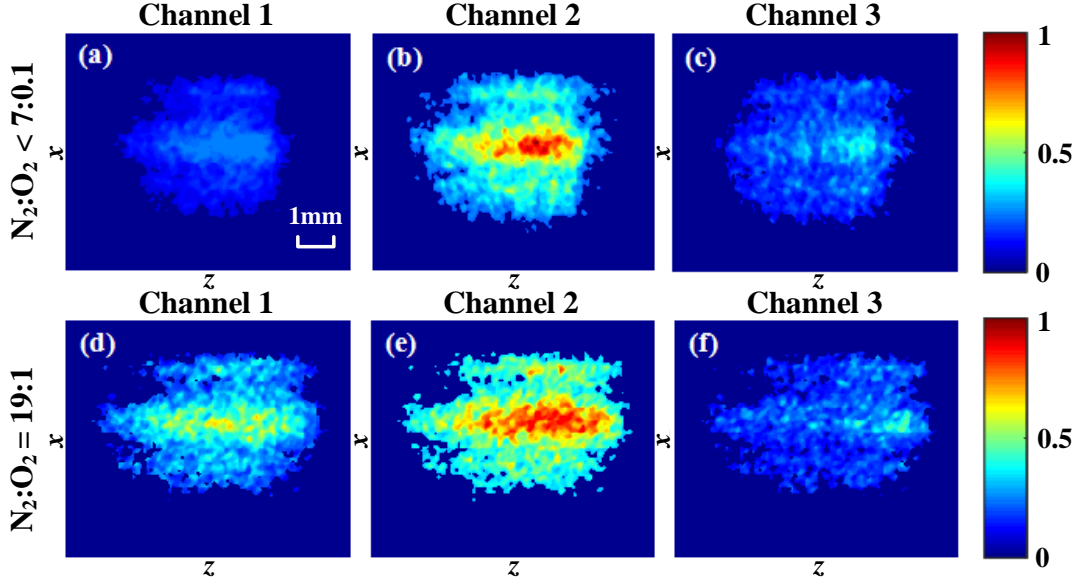 Channel 1
Channel 2
Channel 3
N₂:O₂ < 7:0.1
(a)
(b)
(c)
1
0.5
0
x
x
x
1mm
z
z
z
Channel 1
Channel 2
Channel 3
N₂:O₂ = 19:1
(d)
(e)
(f)
1
0.5
0
x
x
x
z
z
z